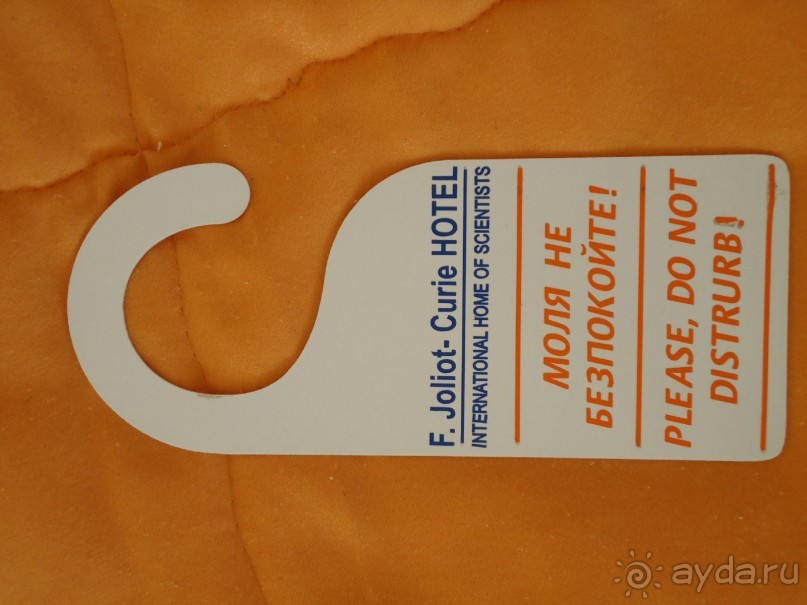 F. Joliot- Curie HOTEL
INTERNATIONAL HOME OF SCIENTISTS
МОЛЯ НЕ
БЕЗПОКОЙТЕ!
PLEASE, DO NOT
DISTRURB!
ayda.ru